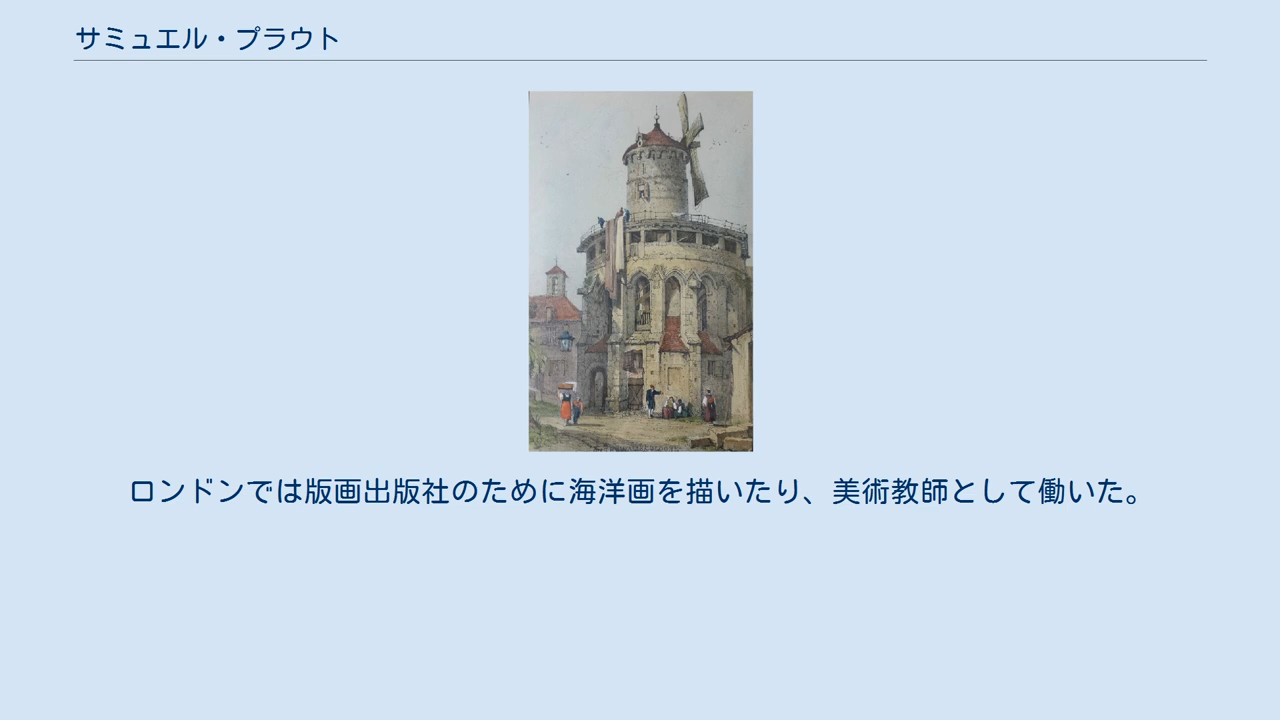 サミュエル・プラウト
ロンドンでは版画出版社のために海洋画を描いたり、美術教師として働いた。